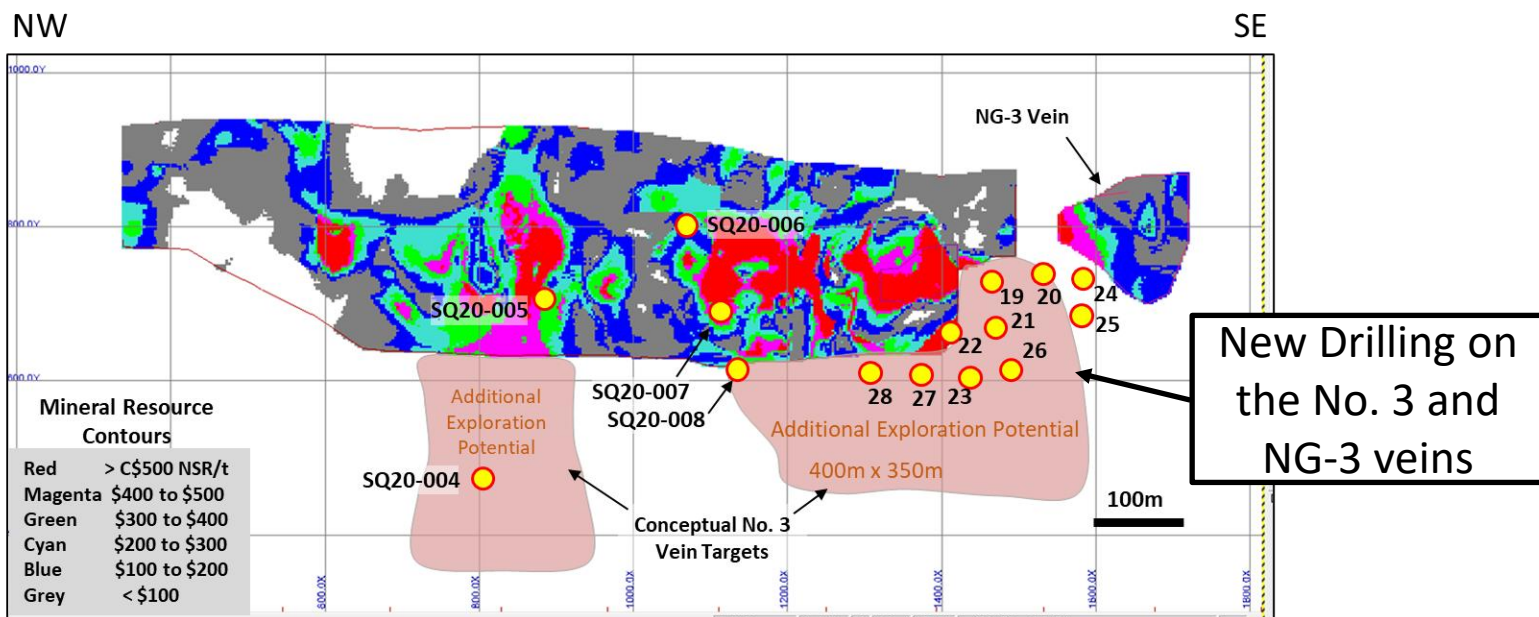 NW
SE
1000.0Y
NG-3 Vein
800.0Y
SQ20-006
SQ20-005
19
20
24
21
25
22
26
New Drilling on
the No. 3 and
NG-3 veins
SQ20-007
SQ20-008
28
27
23
600.0Y
Additional
Exploration
Potential
Additional Exploration Potential
400m x 350m
SQ20-004
100m
Conceptual No. 3
Vein Targets
Mineral Resource
Contours
Red > C$500 NSR/t
Magenta $400 to $500
Green $300 to $400
Cyan $200 to $300
Blue $100 to $200
Grey < $100
600.0X
800.0X
1000.0X
1200.0X
1400.0X
1600.0X
1800.0X